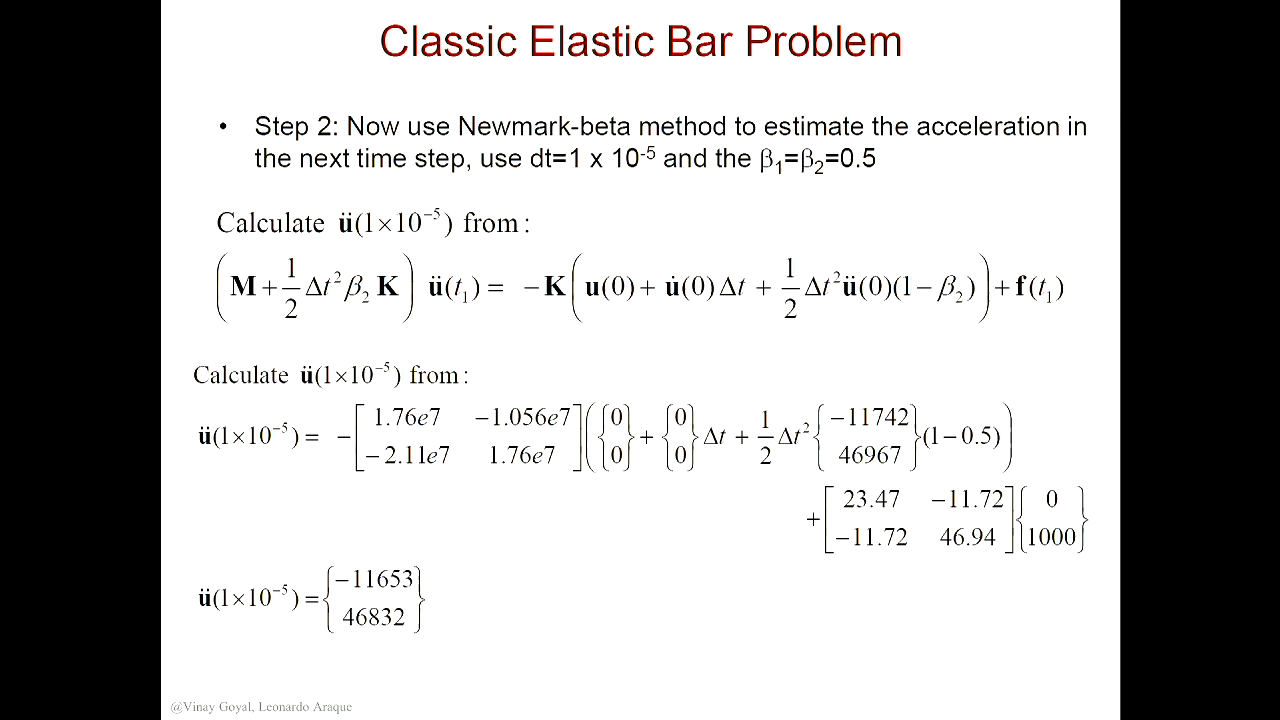 Classic Elastic Bar Problem
• Step 2: Now use Newmark-beta method to estimate the acceleration in
the next time step, use dt=1 x 10⁻⁵ and the β₁=β₂=0.5
Calculate ü(1×10⁻⁵) from:
(M + 1/2 Δt² β₂ K) ü(t₁) = −K (u(0) + u̇(0) Δt + 1/2 Δt² ü(0)(1 − β₂)) + f(t₁)
Calculate ü(1×10⁻⁵) from:
ü(1×10⁻⁵) = −[1.76e7 −1.056e7; −2.11e7 1.76e7] ({0; 0} + {0; 0} Δt + 1/2 Δt² {−11742; 46967} (1−0.5))
+ [23.47 −11.72; −11.72 46.94] {0; 1000}
ü(1×10⁻⁵) = {−11653; 46832}
@Vinay Goyal, Leonardo Araque